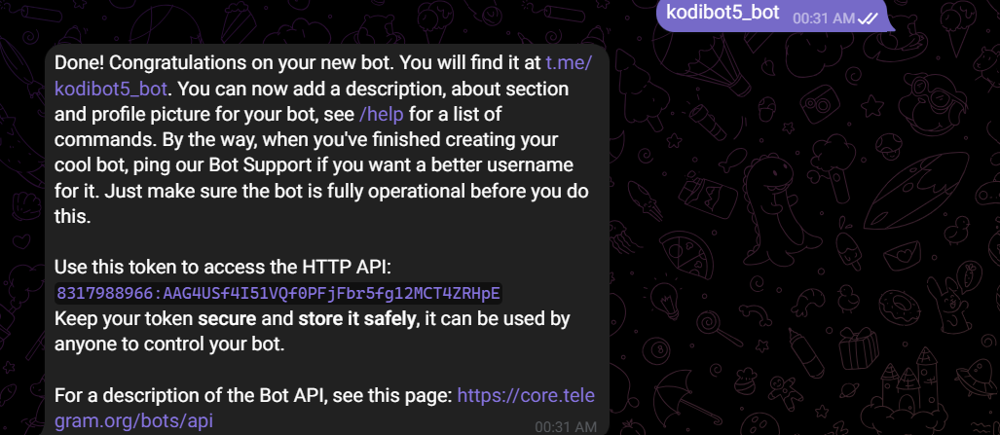 kodibot5_bot 00:31 AM
Done! Congratulations on your new bot. You will find it at t.me/
kodibot5_bot. You can now add a description, about section
and profile picture for your bot, see /help for a list of
commands. By the way, when you've finished creating your
cool bot, ping our Bot Support if you want a better username
for it. Just make sure the bot is fully operational before you do
this.
Use this token to access the HTTP API:
8317988966:AAG4USf4I51VQf0PFjFbr5fg12MCT4ZRHpE
Keep your token secure and store it safely, it can be used by
anyone to control your bot.
For a description of the Bot API, see this page: https://core.tele
gram.org/bots/api
00:31 AM